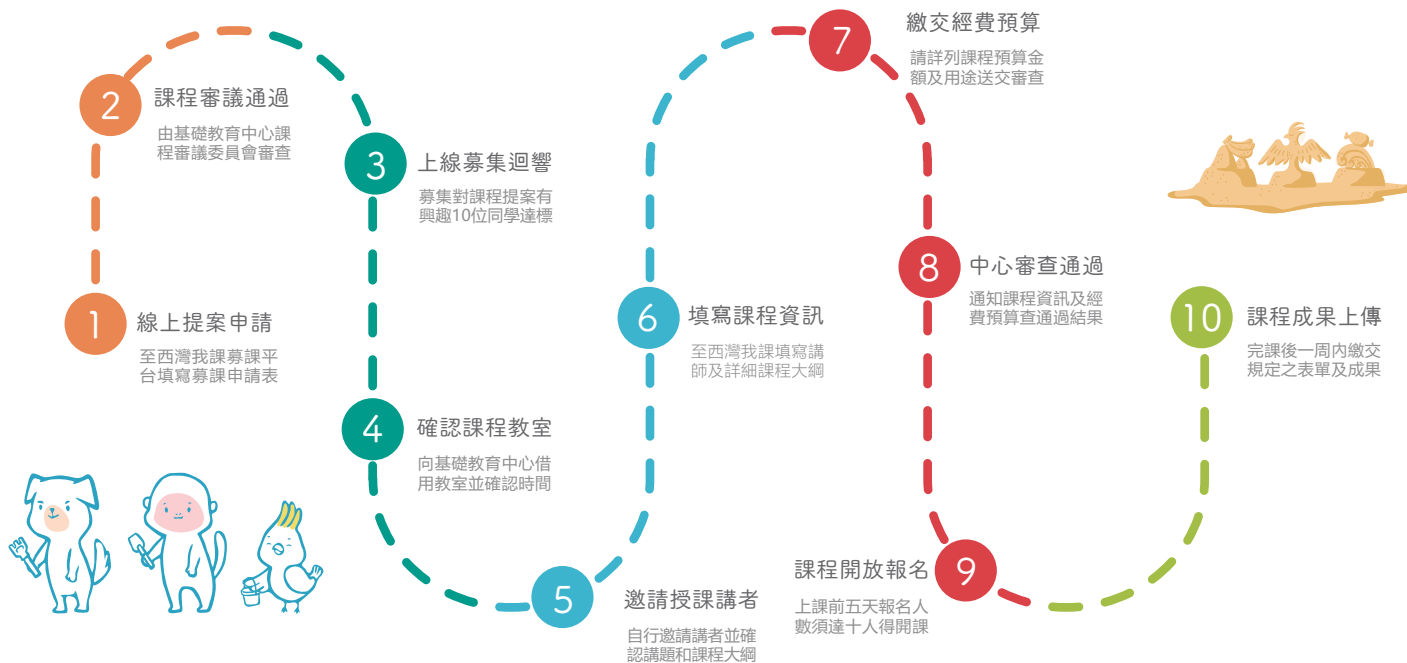 1
線上提案申請
至西灣我課募課平
台填寫募課申請表
2
課程審議通過
由基礎教育中心課
程審議委員會審查
3
上線募集迴響
募集對課程提案有
興趣10位同學達標
4
確認課程教室
向基礎教育中心借
用教室並確認時間
5
邀請授課講者
自行邀請講者並確
認講題和課程大綱
6
填寫課程資訊
至西灣我課填寫講
師及詳細課程大綱
7
繳交經費預算
請詳列課程預算金
額及用途送交審查
8
中心審查通過
通知課程資訊及經
費預算查通過結果
9
課程開放報名
上課前五天報名人
數須達十人得開課
10
課程成果上傳
完課後一周內繳交
規定之表單及成果